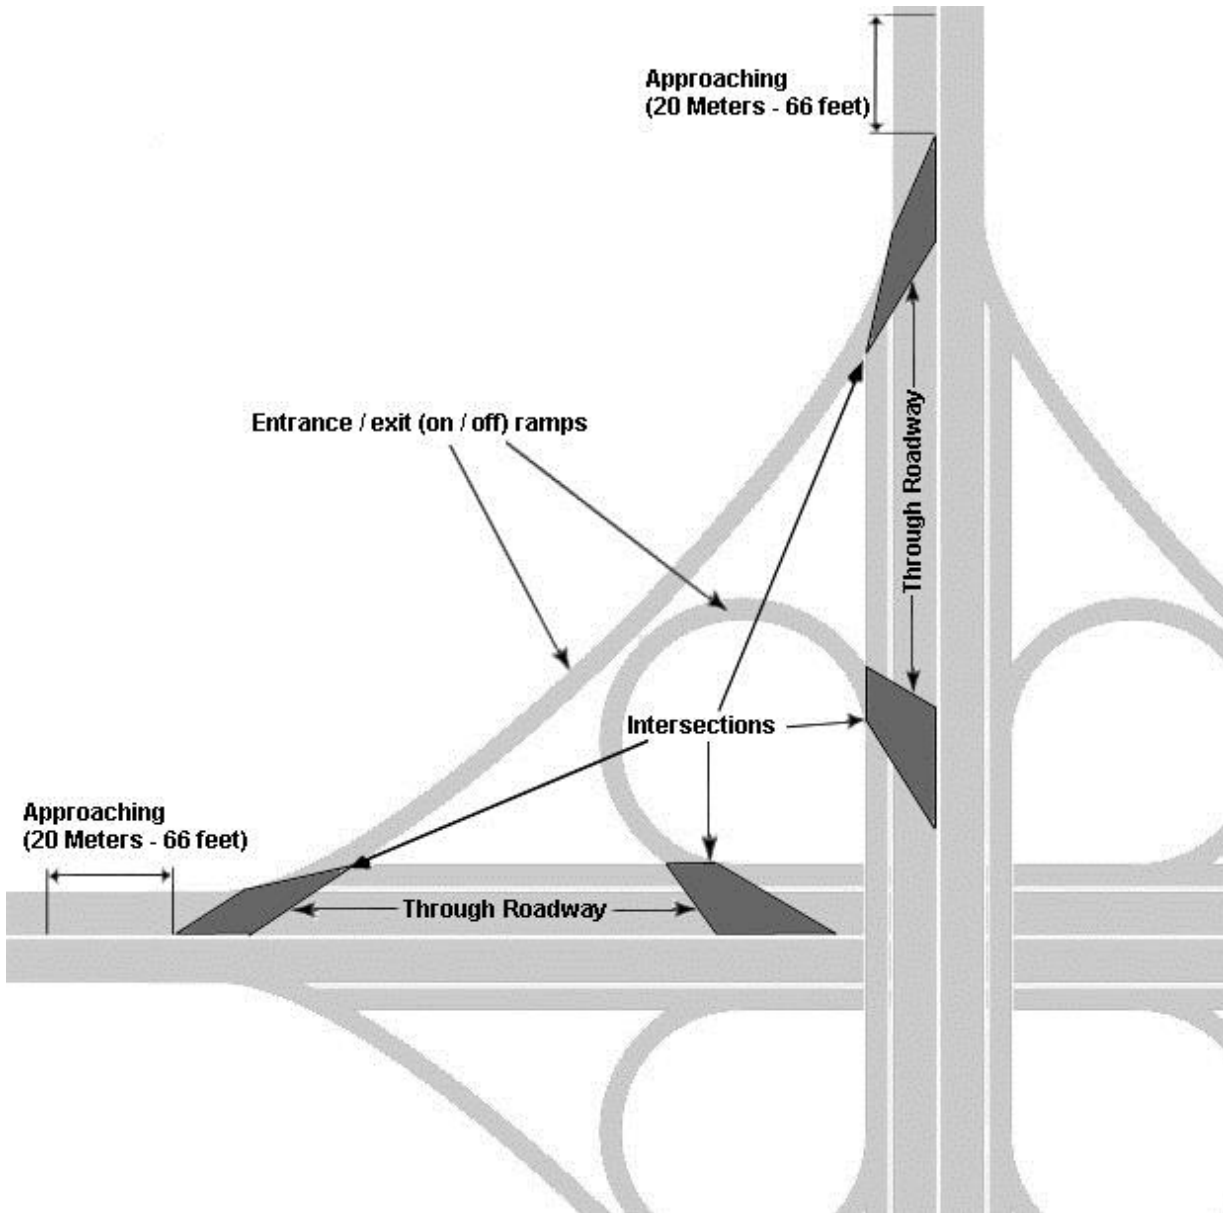 Approaching
(20 Meters - 66 feet)
Entrance / exit (on / off) ramps
Through Roadway
Intersections
Approaching
(20 Meters - 66 feet)
Through Roadway